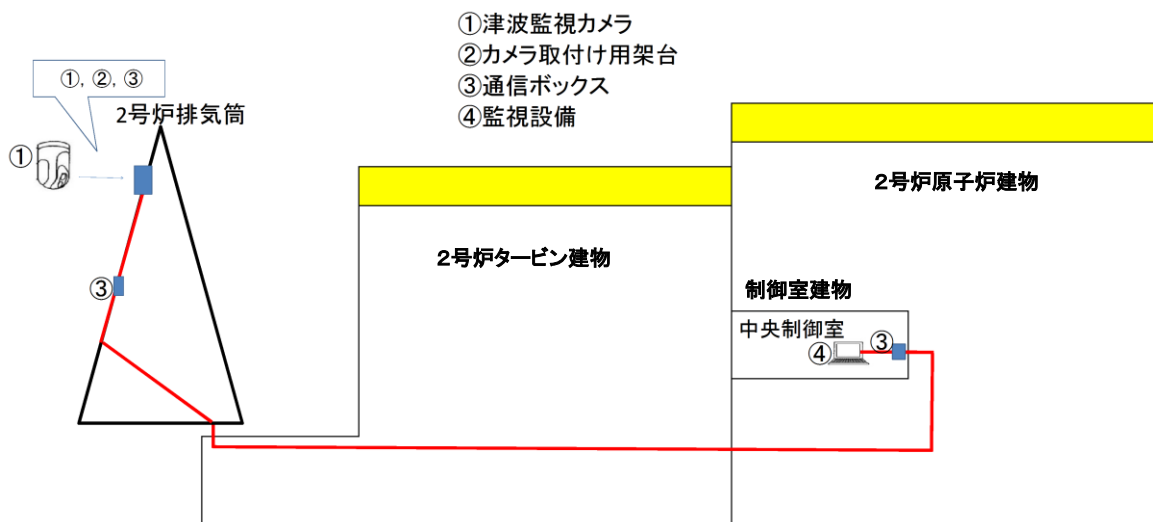 ①津波監視カメラ
②カメラ取付け用架台
③通信ボックス
④監視設備
①, ②, ③
2号炉排気筒
①
2号炉原子炉建物
2号炉タービン建物
③
制御室建物
中央制御室
③
④